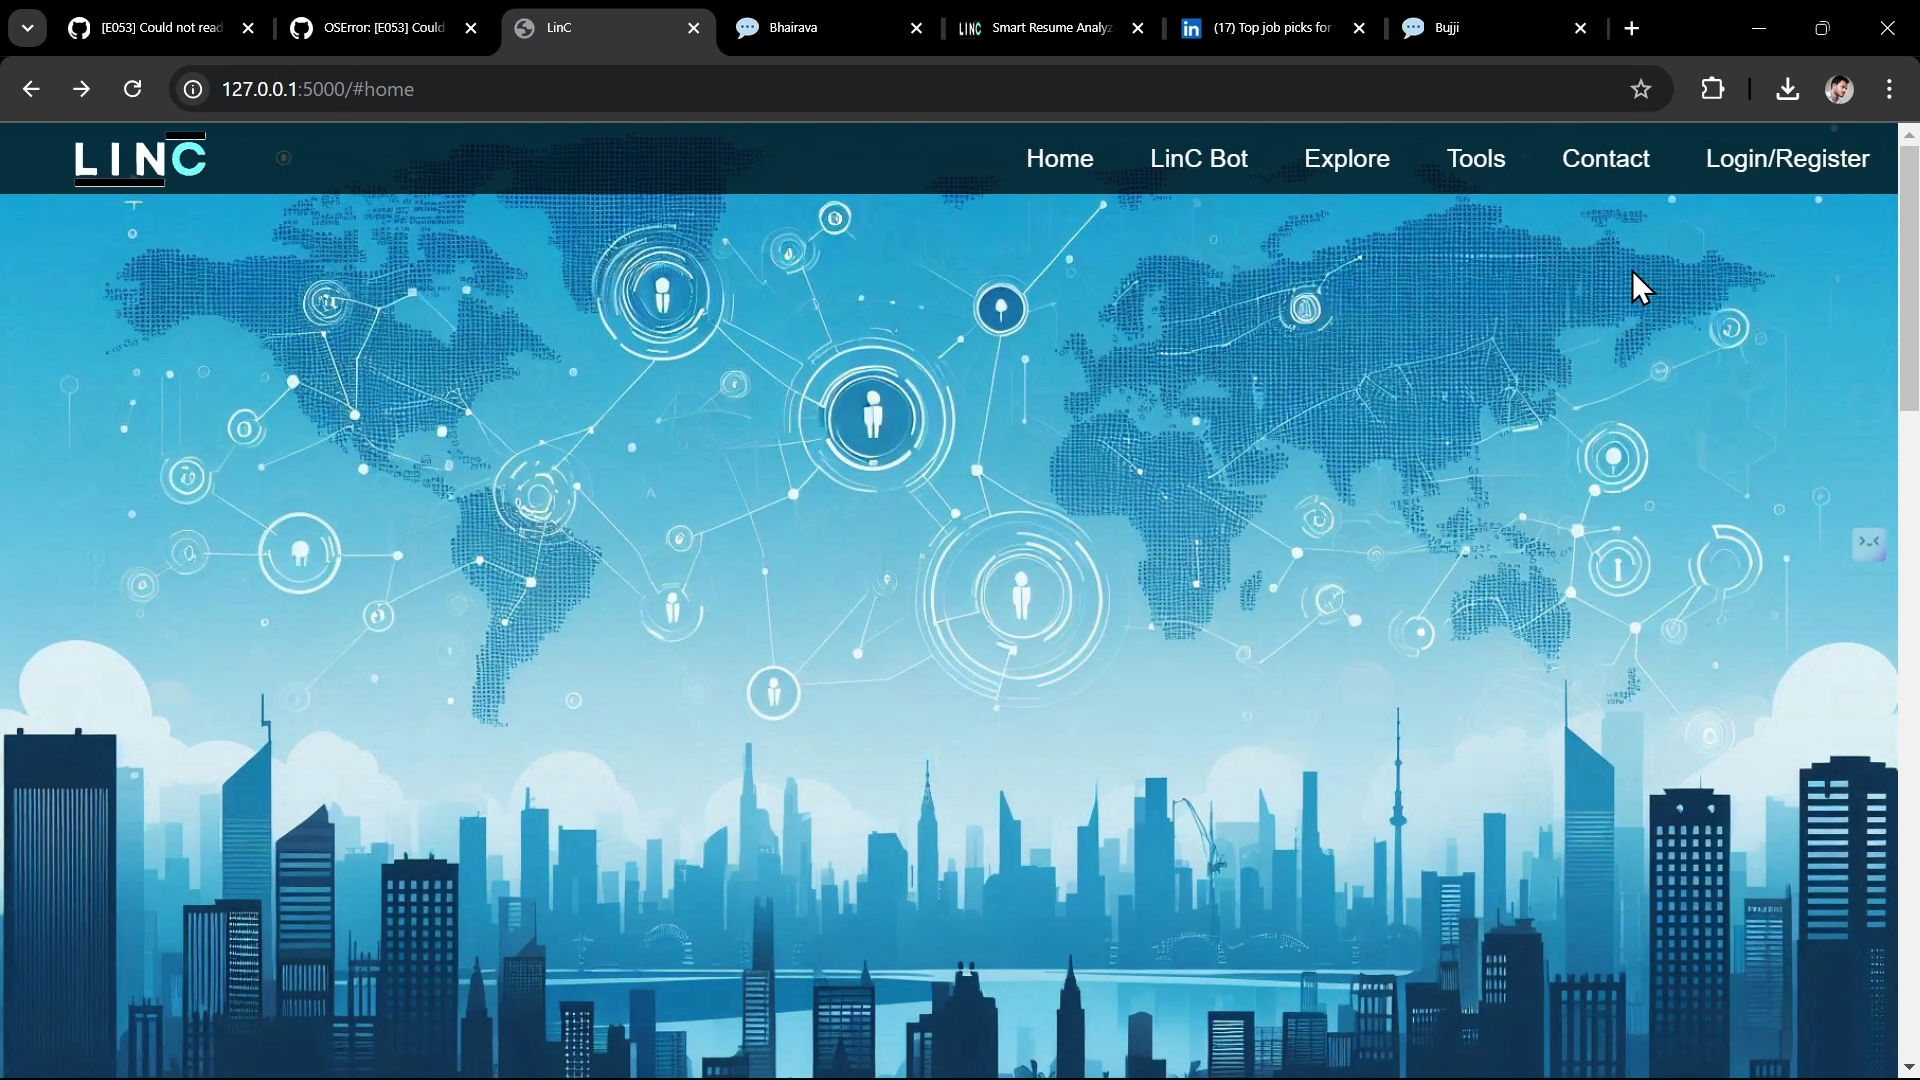 [E053] Could not read
OSError: [E053] Could
LinC
Bhairava
LINC Smart Resume Analyz
in (17) Top job picks for
Bujji
127.0.0.1:5000/#home
LINC
Home
LinC Bot
Explore
Tools
Contact
Login/Register